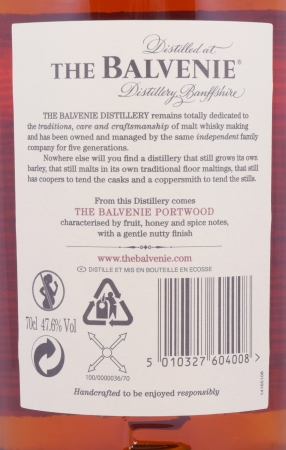 Distilled at
THE BALVENIE®
Distillery, Banffshire
THE BALVENIE DISTILLERY remains totally dedicated to
the traditions, care and craftsmanship of malt whisky making
and has been owned and managed by the same independent family
company for five generations.
Nowhere else will you find a distillery that still grows its own
barley, that still malts in its own traditional floor maltings, that still
has coopers to tend the casks and a coppersmith to tend the stills.
From this Distillery comes
THE BALVENIE PORTWOOD
characterised by fruit, honey and spice notes,
with a gentle nutty finish
www.thebalvenie.com
DISTILLE ET MIS EN BOUTEILLE EN ECOSSE
70cl 47.6% Vol
100/0000036/70
5 010327 604008 >
Handcrafted to be enjoyed responsibly